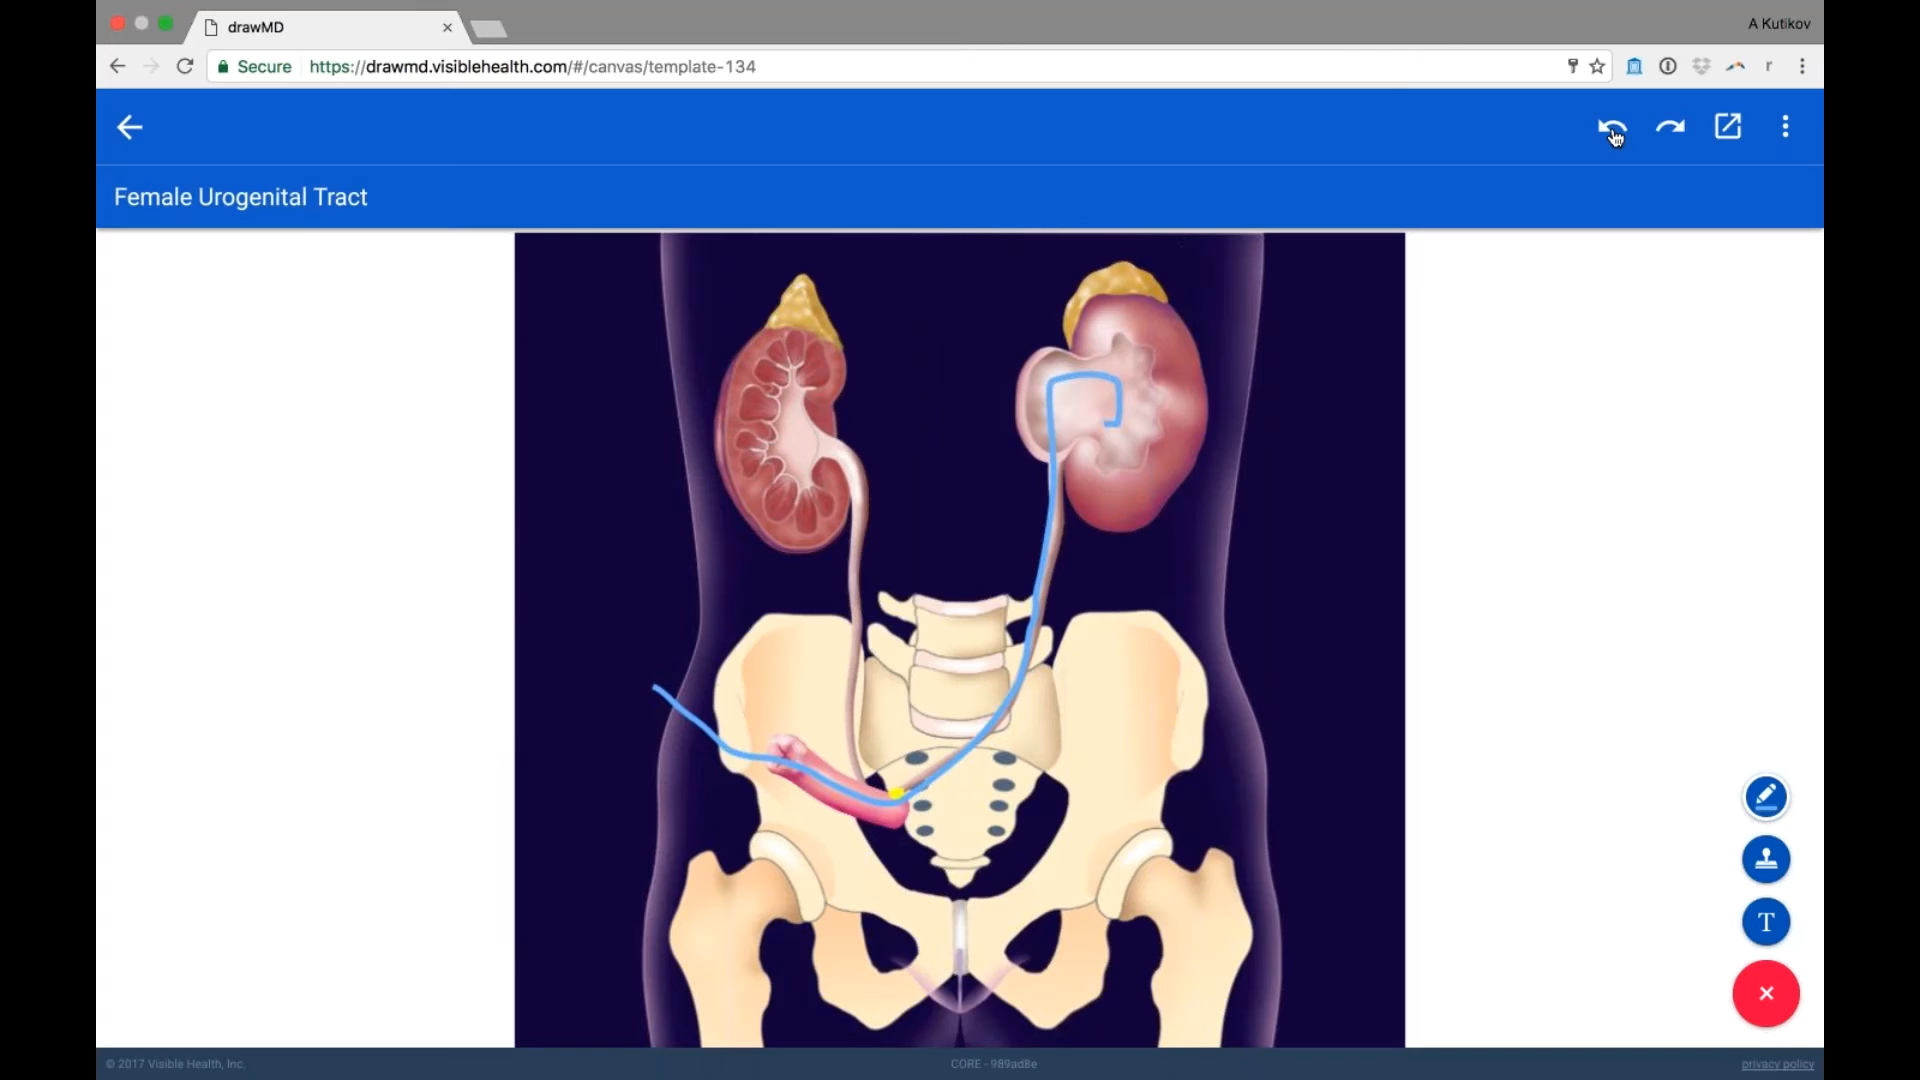 drawMD
A Kutikov
Secure https://drawmd.visiblehealth.com/#/canvas/template-134
r
Female Urogenital Tract
T
© 2017 Visible Health, Inc.
CORE - 989ad8e
privacy policy